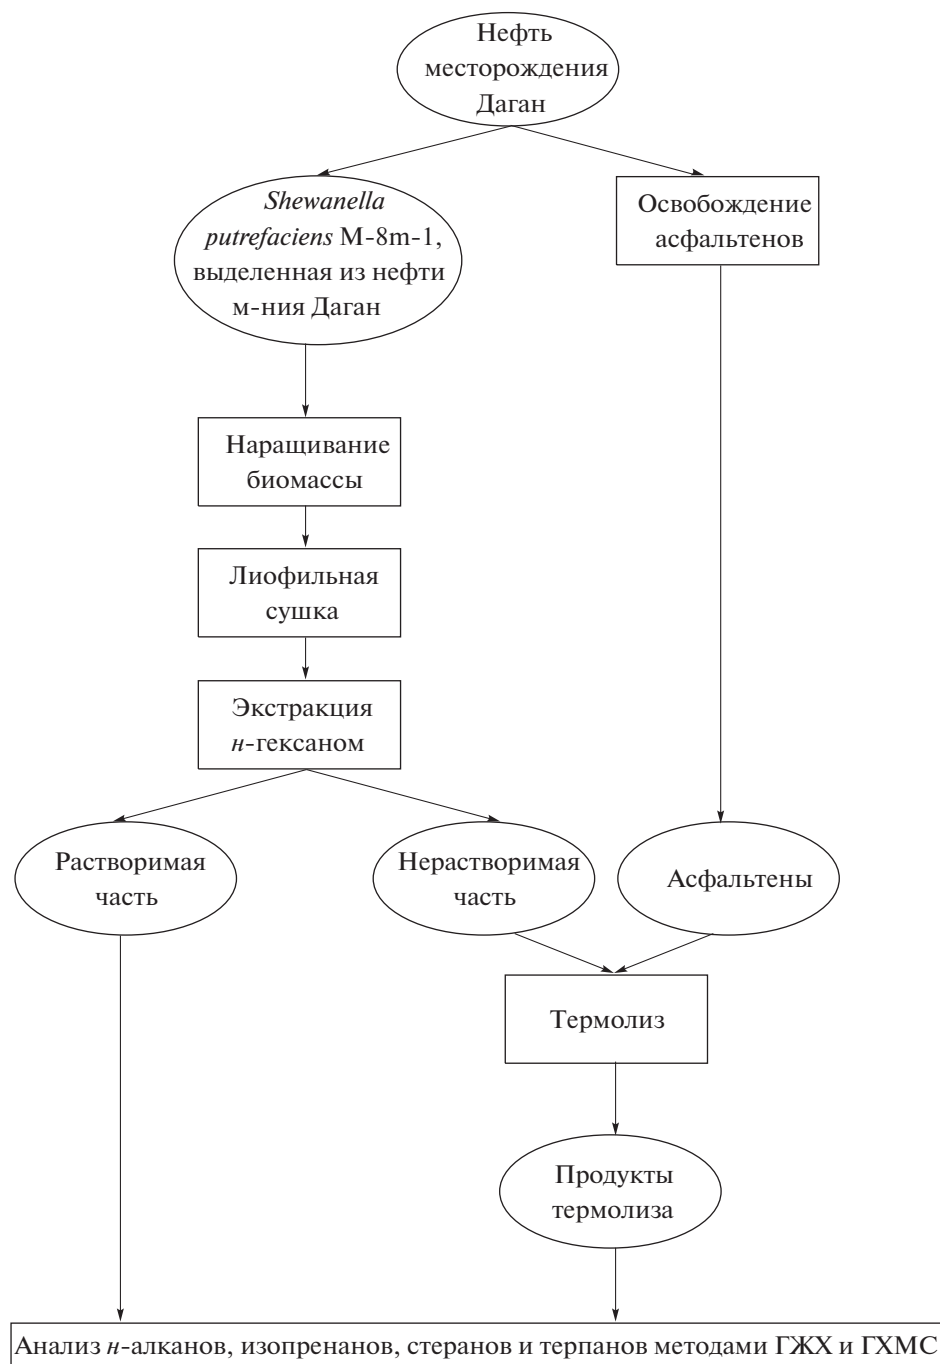 Нефть
месторождения
Даган
Shewanella
putrefaciens М-8m-1,
выделенная из нефти
м-ния Даган
Освобождение
асфальтенов
Наращивание
биомассы
Лиофильная
сушка
Экстракция
н-гексаном
Растворимая
часть
Нерастворимая
часть
Асфальтены
Термолиз
Продукты
термолиза
Анализ н-алканов, изопренанов, стеранов и терпанов методами ГЖХ и ГХМС